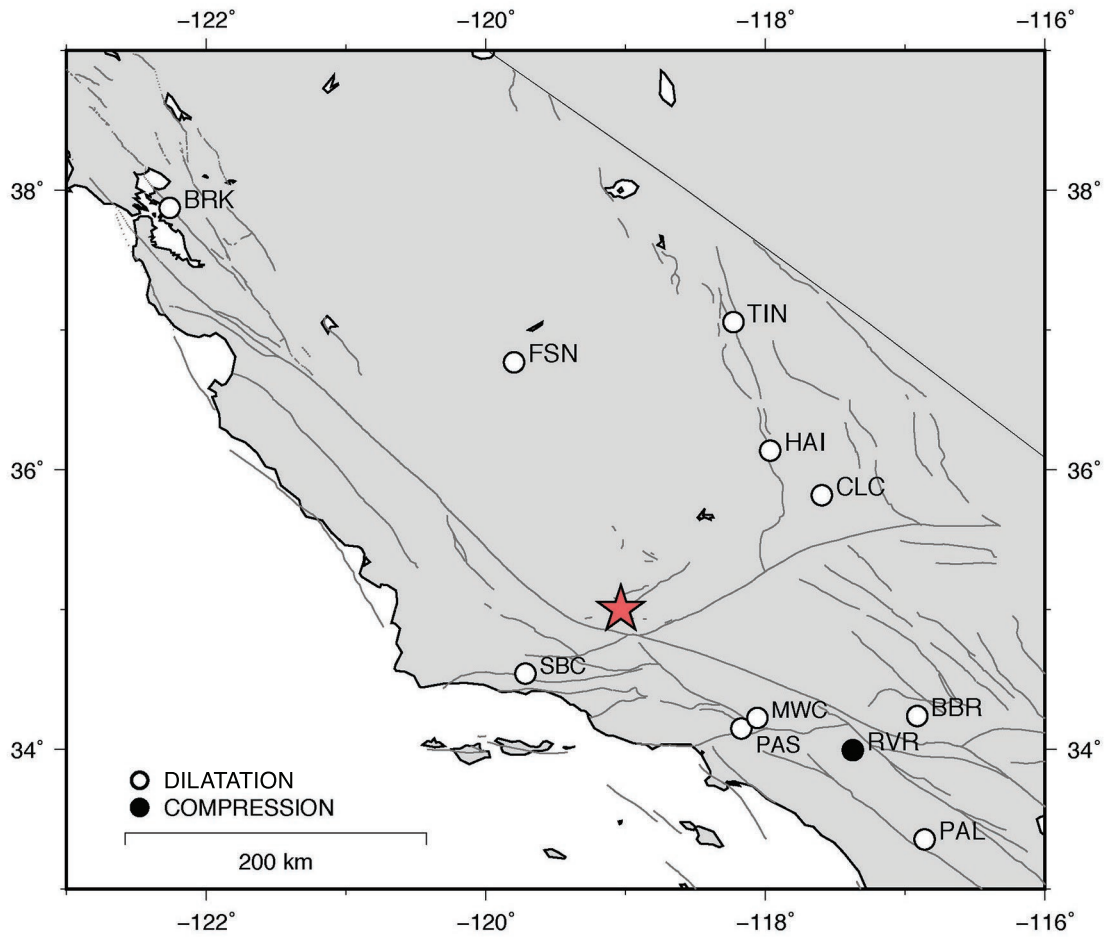 −122° −120° −118° −116°
38° 38°
BRK
TIN
FSN
HAI
36° 36°
CLC
SBC
MWC BBR
PAS RVR
34° 34°
DILATATION
COMPRESSION
PAL
200 km
−122° −120° −118° −116°